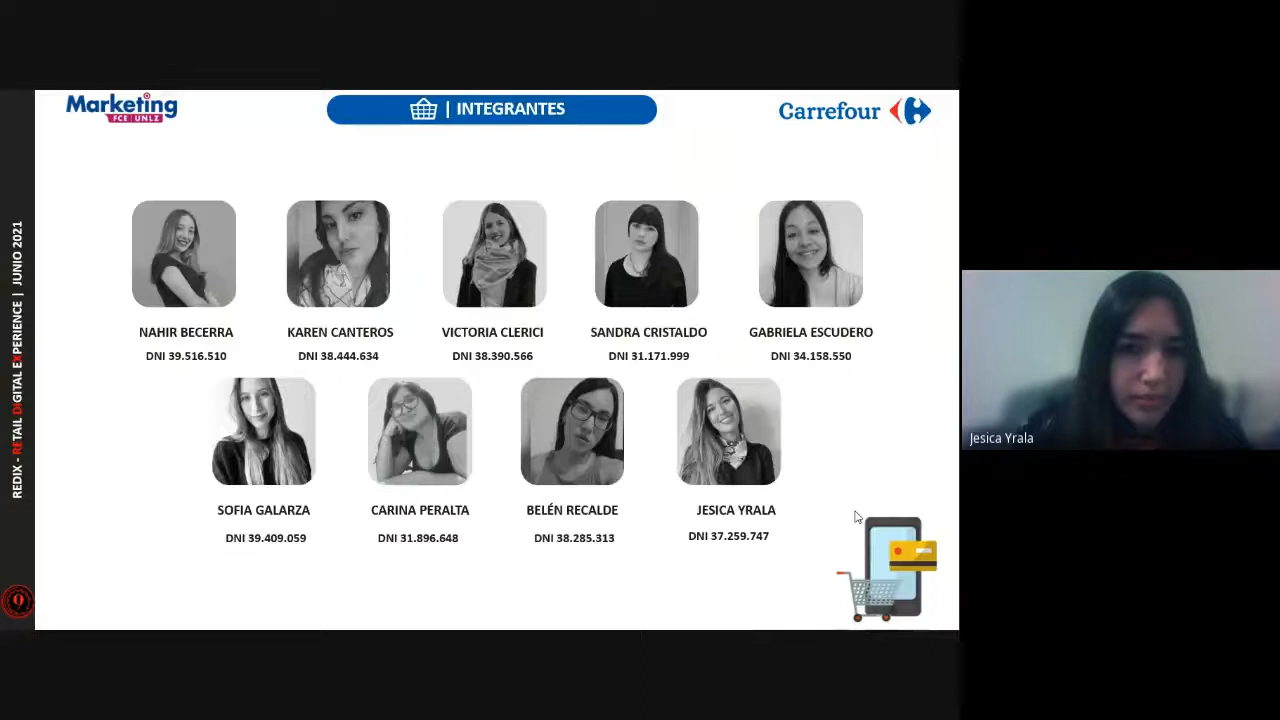 Marketing
FCE | UNLZ
| INTEGRANTES
Carrefour
REDIX - RETAIL DIGITAL EXPERIENCE | JUNIO 2021
NAHIR BECERRA
KAREN CANTEROS
VICTORIA CLERICI
SANDRA CRISTALDO
GABRIELA ESCUDERO
DNI 39.516.510
DNI 38.444.634
DNI 38.390.566
DNI 31.171.999
DNI 34.158.550
SOFIA GALARZA
CARINA PERALTA
BELÉN RECALDE
JESICA YRALA
DNI 39.409.059
DNI 31.896.648
DNI 38.285.313
DNI 37.259.747
9
Jesica Yrala